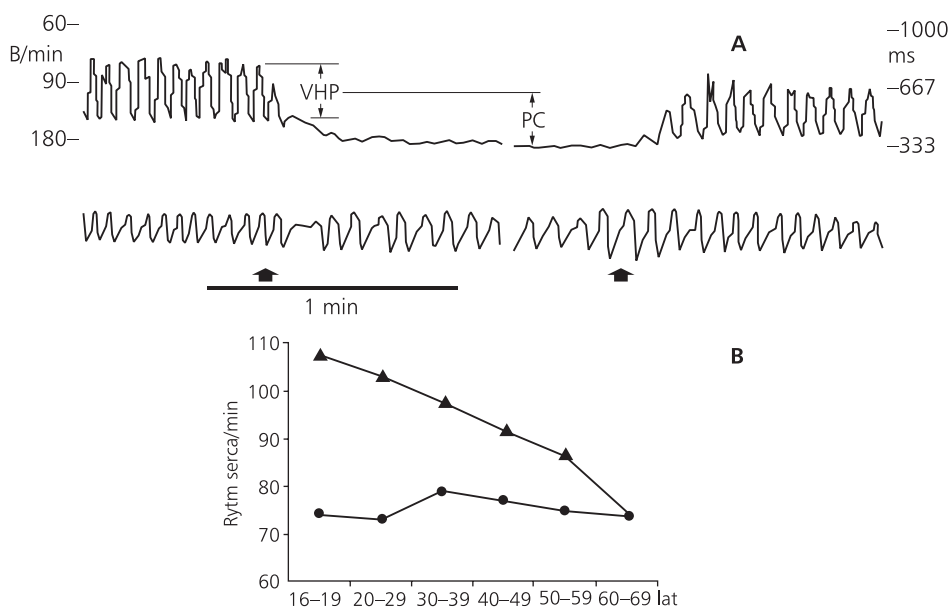 60–
B/min
90–
180–
VHP
PC
A
–1000
ms
–667
–333
1 min
B
Rytm serca/min
110
100
90
80
70
60
16–19 20–29 30–39 40–49 50–59 60–69 lat